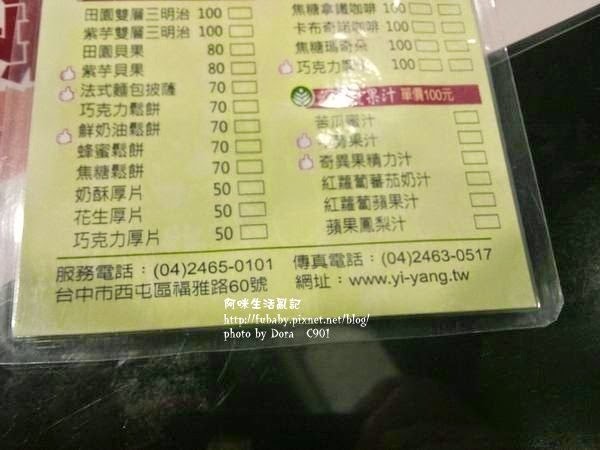 田園雙層三明治 100
紫芋雙層三明治 100
田園貝果 80
紫芋貝果 80
法式麵包披薩 70
巧克力鬆餅 70
鮮奶油鬆餅 70
蜂蜜鬆餅 70
焦糖鬆餅 70
奶酥厚片 50
花生厚片 50
巧克力厚片 50
焦糖拿鐵咖啡 100
卡布奇諾咖啡 100
焦糖瑪奇朵 100
巧克力 100
果汁 單價100元
苦瓜蜜汁
果汁
奇異果積力汁
紅蘿蔔蕃茄奶汁
紅蘿蔔蘋果汁
蘋果鳳梨汁
服務電話：(04)2465-0101 傳真電話：(04)2463-0517
台中市西屯區福雅路60號 網址：www.yi-yang.tw
阿咪生活亂記
http://fubaby.pixnet.net/blog/
photo by Dora C901